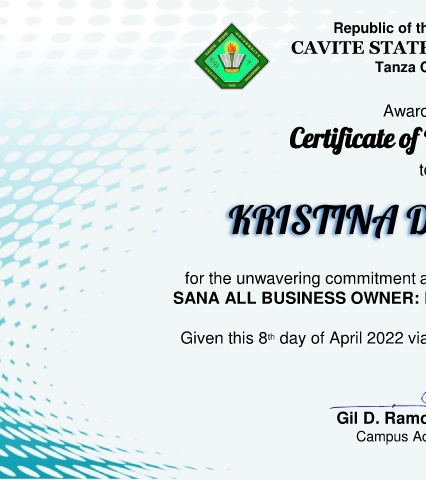 Republic of th
CAVITE STATE
Tanza C
Award
Certificate of
to
KRISTINA D
for the unwavering commitment a
SANA ALL BUSINESS OWNER:
Given this 8th day of April 2022 via
Gil D. Ramo
Campus Ad